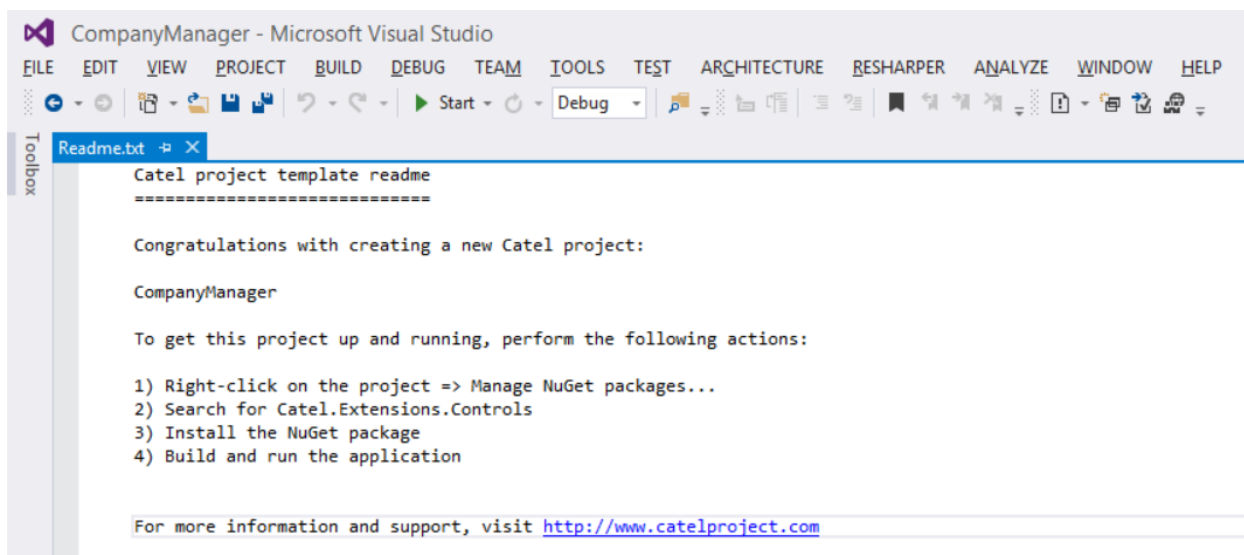 CompanyManager - Microsoft Visual Studio
FILE EDIT VIEW PROJECT BUILD DEBUG TEAM TOOLS TEST ARCHITECTURE RESHARPER ANALYZE WINDOW HELP
Start Debug
Toolbox
Readme.txt
Catel project template readme
=============================
Congratulations with creating a new Catel project:
CompanyManager
To get this project up and running, perform the following actions:
1) Right-click on the project => Manage NuGet packages...
2) Search for Catel.Extensions.Controls
3) Install the NuGet package
4) Build and run the application
For more information and support, visit http://www.catelproject.com